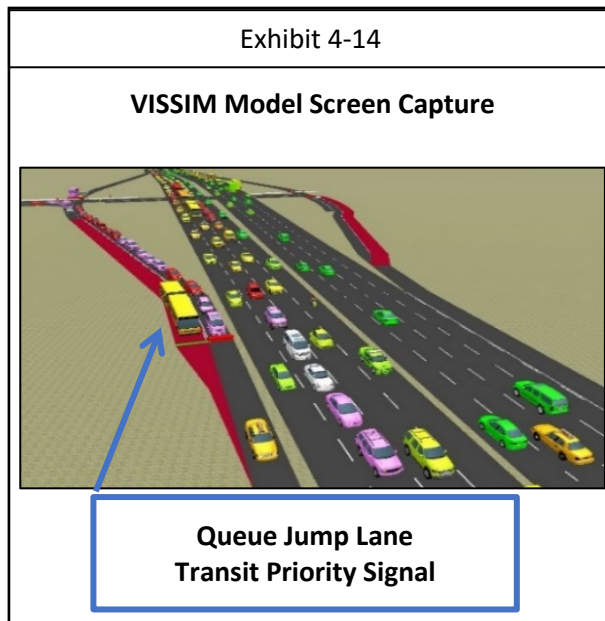 Exhibit 4-14
VISSIM Model Screen Capture
Queue Jump Lane
Transit Priority Signal